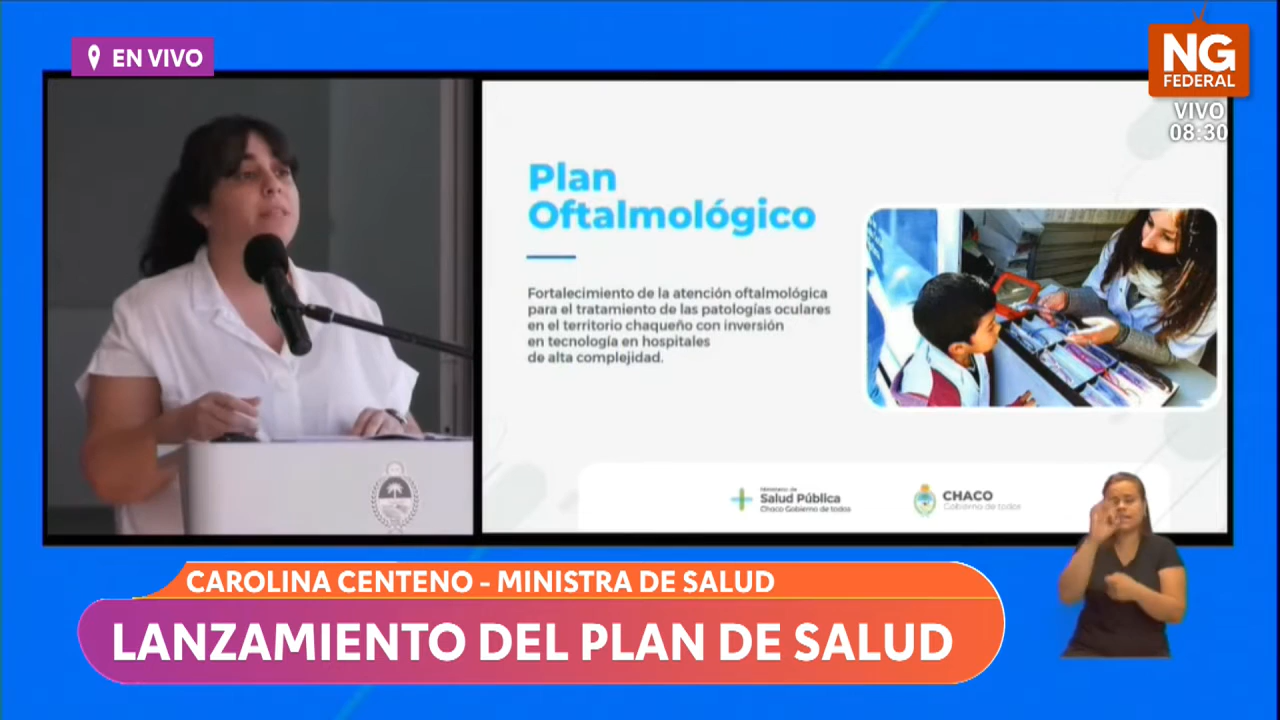 EN VIVO
NG
FEDERAL
VIVO
08:30
Plan
Oftalmológico
Fortalecimiento de la atención oftalmológica
para el tratamiento de las patologías oculares
en el territorio chaqueño con inversión
en tecnología en hospitales
de alta complejidad.
Ministerio de
Salud Pública
Chaco Gobierno de todos
CHACO
Gobierno de todos
CAROLINA CENTENO - MINISTRA DE SALUD
LANZAMIENTO DEL PLAN DE SALUD